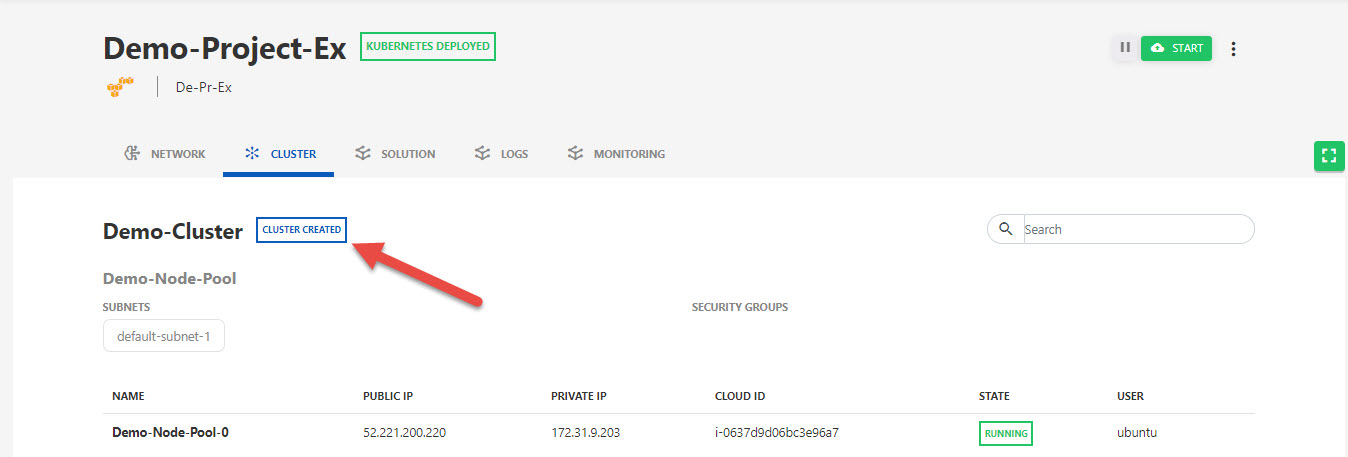 Demo-Project-Ex KUBERNETES DEPLOYED START
De-Pr-Ex
NETWORK CLUSTER SOLUTION LOGS MONITORING
Demo-Cluster CLUSTER CREATED Search
Demo-Node-Pool
SUBNETS SECURITY GROUPS
default-subnet-1
NAME PUBLIC IP PRIVATE IP CLOUD ID STATE USER
Demo-Node-Pool-0 52.221.200.220 172.31.9.203 i-0637d9d06bc3e96a7 RUNNING ubuntu